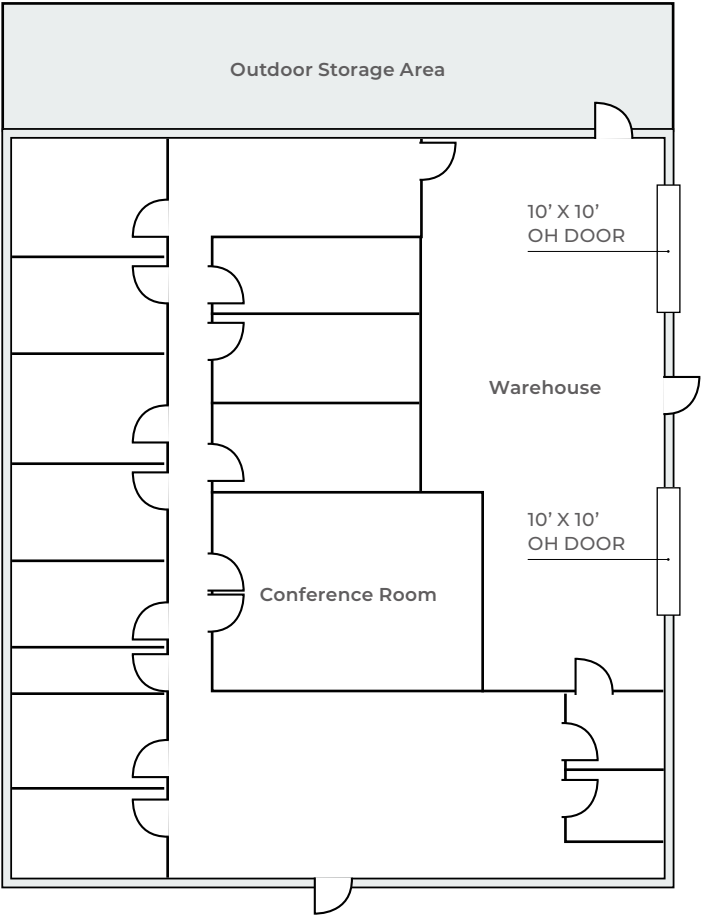 Outdoor Storage Area
10’ X 10’
OH DOOR
Warehouse
10’ X 10’
OH DOOR
Conference Room